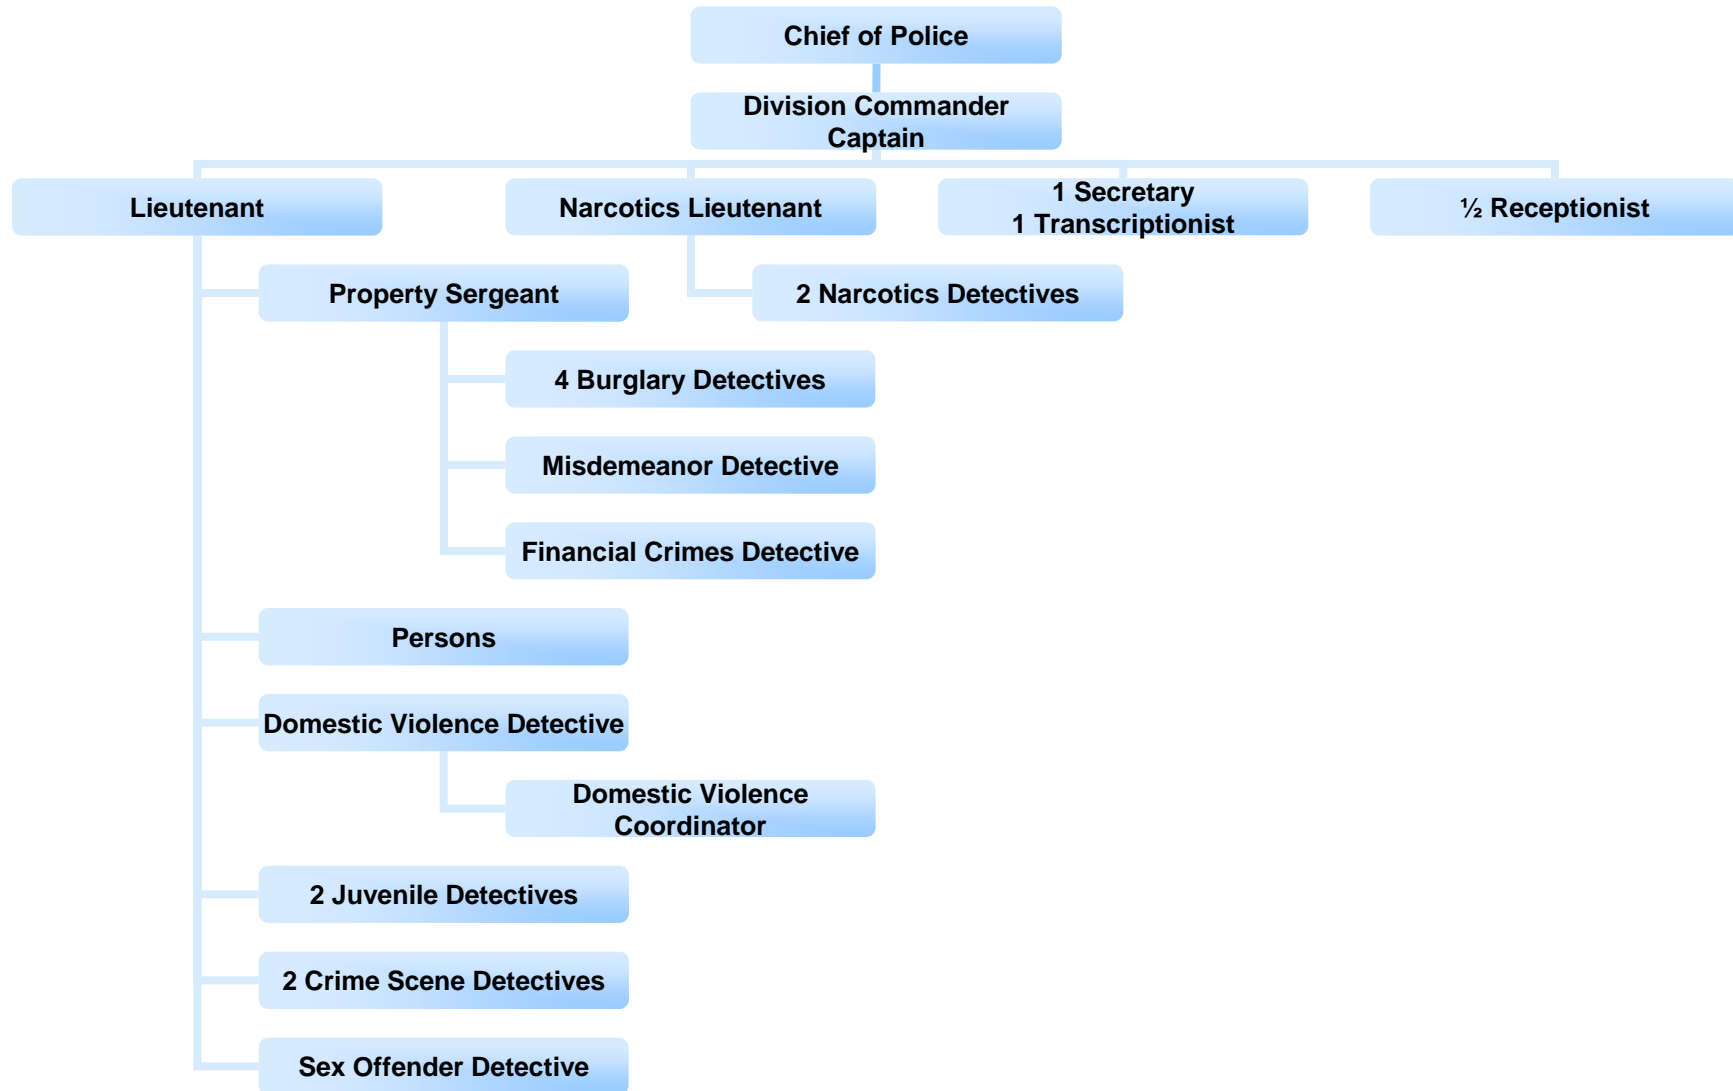 Chief of Police
Division Commander
Captain
Lieutenant
Narcotics Lieutenant
1 Secretary
1 Transcriptionist
½ Receptionist
Property Sergeant
2 Narcotics Detectives
4 Burglary Detectives
Misdemeanor Detective
Financial Crimes Detective
Persons
Domestic Violence Detective
Domestic Violence
Coordinator
2 Juvenile Detectives
2 Crime Scene Detectives
Sex Offender Detective